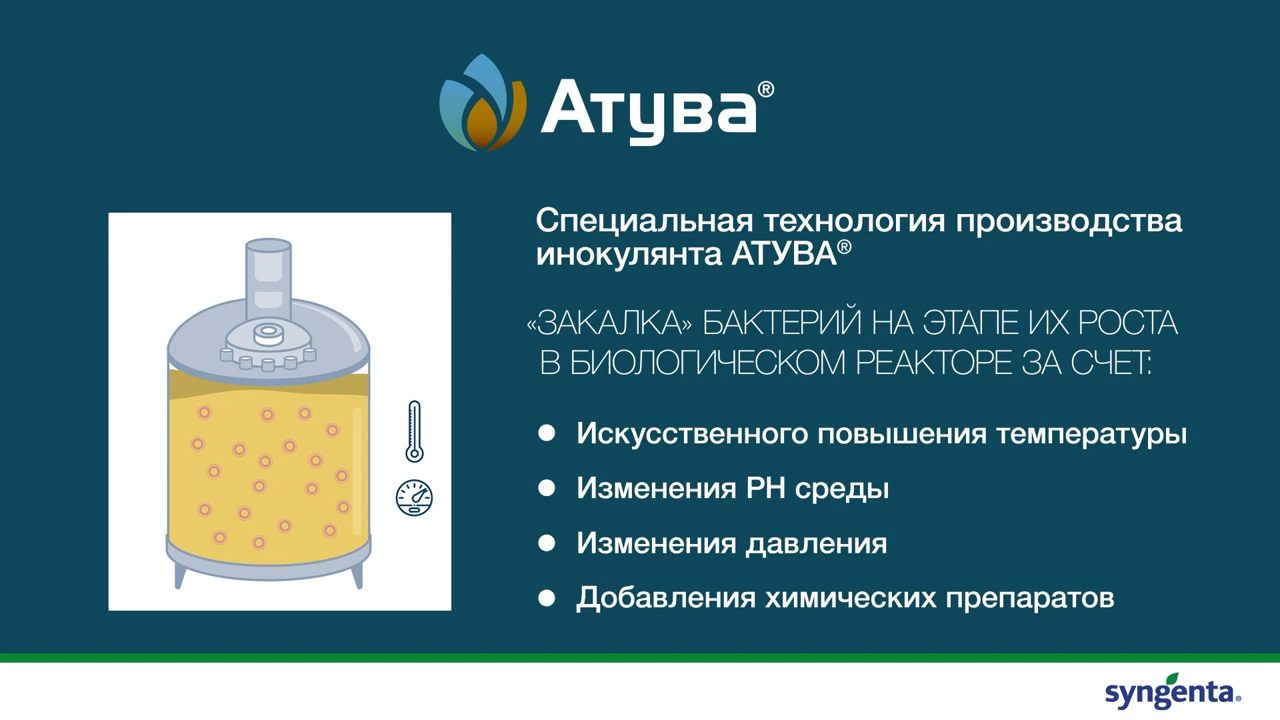 Атува®
Специальная технология производства
инокулянта АТУВА®
«ЗАКАЛКА» БАКТЕРИЙ НА ЭТАПЕ ИХ РОСТА
В БИОЛОГИЧЕСКОМ РЕАКТОРЕ ЗА СЧЕТ:
● Искусственного повышения температуры
● Изменения РН среды
● Изменения давления
● Добавления химических препаратов
syngenta®